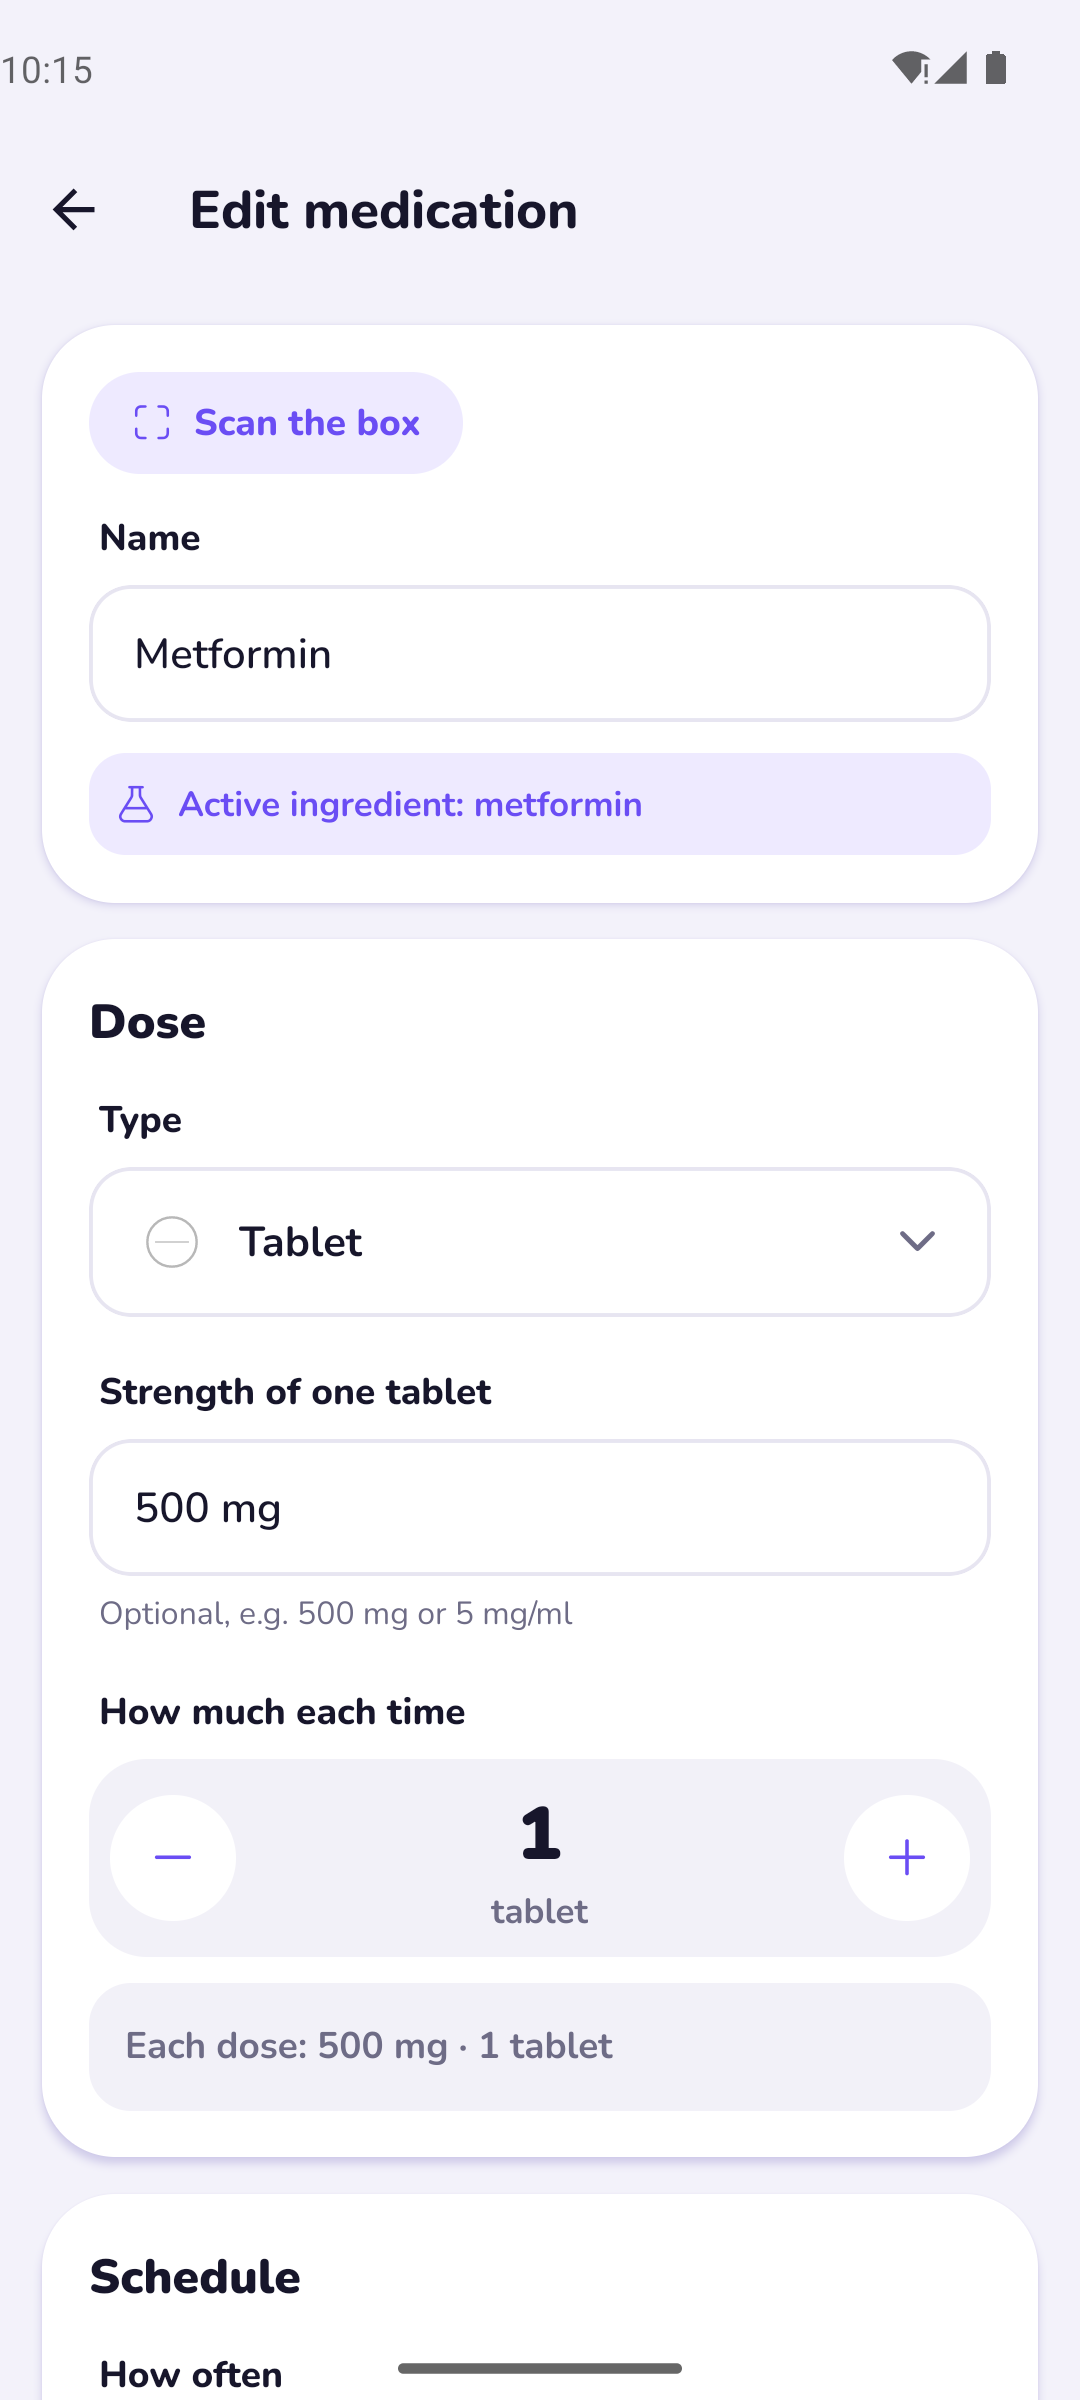 10:15
Edit medication
Scan the box
Name
Metformin
Active ingredient: metformin
Dose
Type
Tablet
Strength of one tablet
500 mg
Optional, e.g. 500 mg or 5 mg/ml
How much each time
1
tablet
Each dose: 500 mg · 1 tablet
Schedule
How often